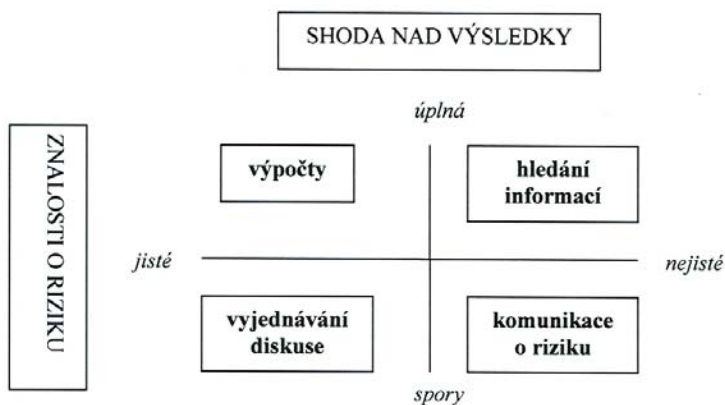 SHODA NAD VÝSLEDKY
úplná
ZNALOSTI O RIZIKU
výpočty
hledání
informací
jisté
nejisté
vyjednávání
diskuse
komunikace
o riziku
spory